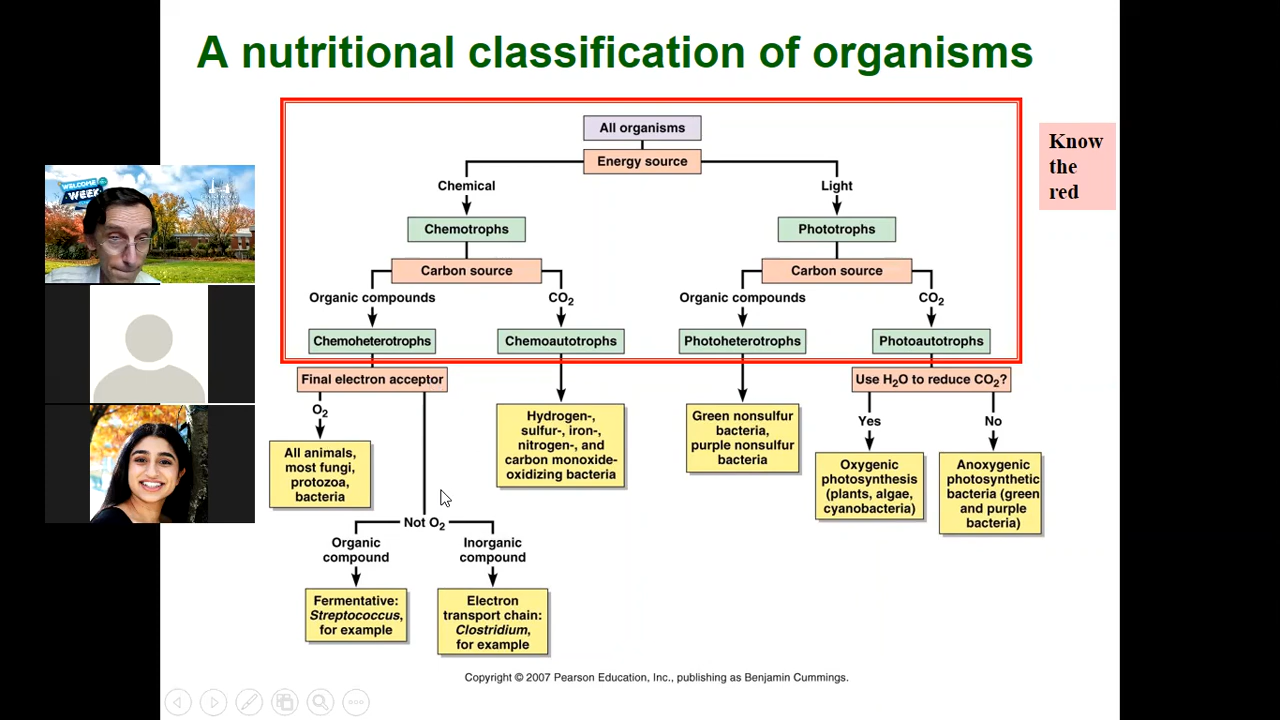 A nutritional classification of organisms
Know
the
red
WELCOME
WEEK
All organisms
Energy source
Chemical
Light
Chemotrophs
Phototrophs
Carbon source
Carbon source
Organic compounds
CO₂
Organic compounds
CO₂
Chemoheterotrophs
Chemoautotrophs
Photoheterotrophs
Photoautotrophs
Final electron acceptor
Use H₂O to reduce CO₂?
O₂
Yes
No
All animals,
most fungi,
protozoa,
bacteria
Hydrogen-,
sulfur-, iron-,
nitrogen-, and
carbon monoxide-
oxidizing bacteria
Green nonsulfur
bacteria,
purple nonsulfur
bacteria
Oxygenic
photosynthesis
(plants, algae,
cyanobacteria)
Anoxygenic
photosynthetic
bacteria (green
and purple
bacteria)
Not O₂
Organic
compound
Inorganic
compound
Fermentative:
Streptococcus,
for example
Electron
transport chain:
Clostridium,
for example
Copyright © 2007 Pearson Education, Inc., publishing as Benjamin Cummings.